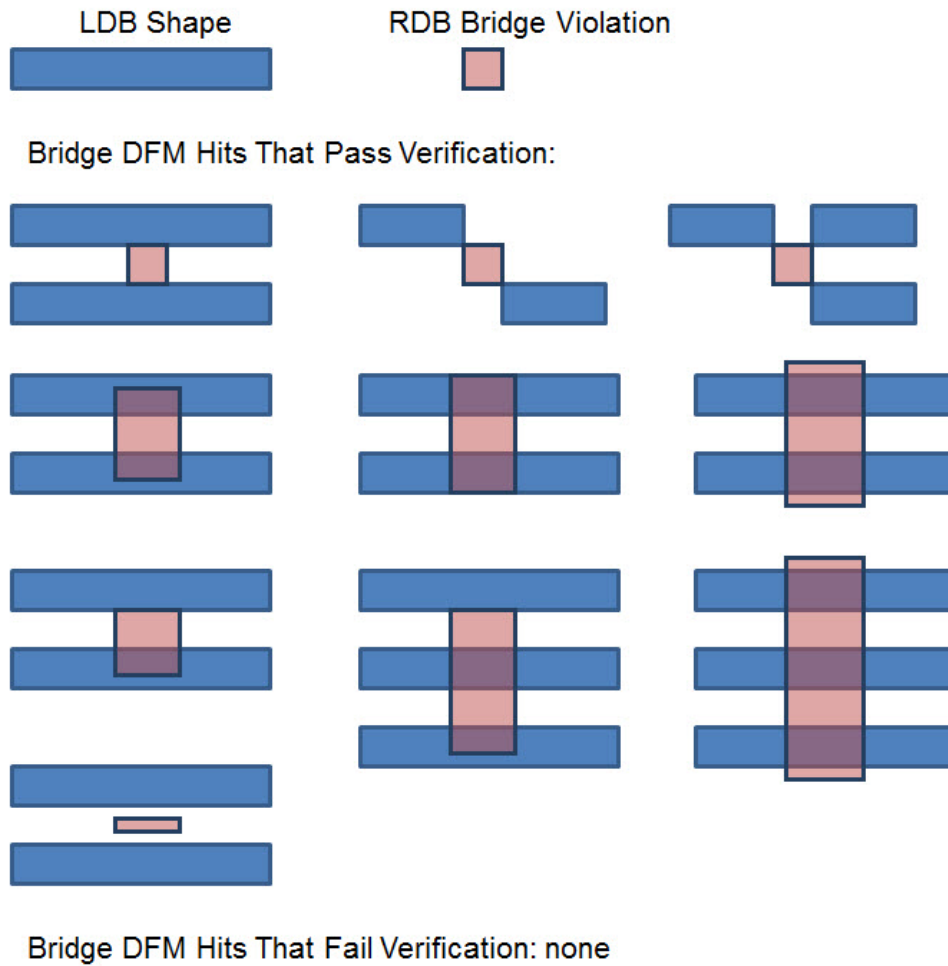 LDB Shape
RDB Bridge Violation
Bridge DFM Hits That Pass Verification:
Bridge DFM Hits That Fail Verification: none